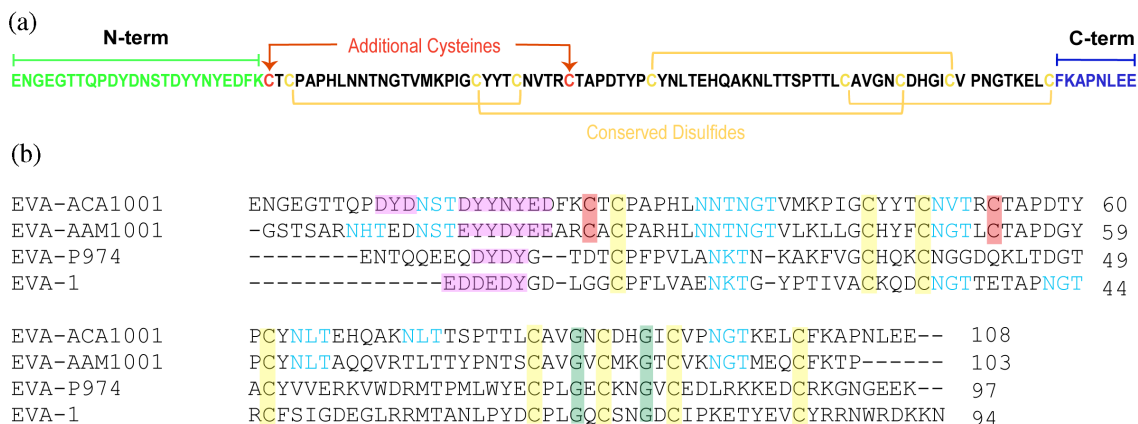 (a)
N-term
Additional Cysteines
C-term
ENGEGTTQPDYDNSTDYYNYEDFKCTCPAPHLNNTNGTVMKPIGCYYTCNVTRCTAPDTYPCYNLTEHQAKNLTTSPTTLCAVGNCDHGICV PNGTKELCFKAPNLEE
Conserved Disulfides
(b)
EVA-ACA1001 ENGEGTTQPDYDNSTDYYNYEDFKCTCPAPHLNNTNGTVMKPIGCYYTCNVTRCTAPDTY 60
EVA-AAM1001 -GSTSARNHTEDNSTEYYDYEEARCACPARHLNNTNGTVLKLLGCHYFCNGTLCTAPDGY 59
EVA-P974 --------ENTQQEEQDYDYG--TDTCPFPVLANKTN-KAKFVGCHQKCNGGDQKLTDGT 49
EVA-1 --------------EDDEDYGD-LGGCPFLVAENKTG-YPTIVACKQDCNGTTETAPNGT 44
EVA-ACA1001 PCYNLTEHQAKNLTTSPTTLCAVGNCDHGICVPNGTKELCFKAPNLEE-- 108
EVA-AAM1001 PCYNLTAQQVRTLTTYPNTSCAVGVCMKGTCVKNGTMEQCFKTP------ 103
EVA-P974 ACYVVERKVWDRMTPMLWYECPLGECKNGVCEDLRKKEDCRKGNGEEK-- 97
EVA-1 RCFSIGDEGLRRMTANLPYDCPLGQCSNGDCIPKETYEVCYRRNWRDKKN 94